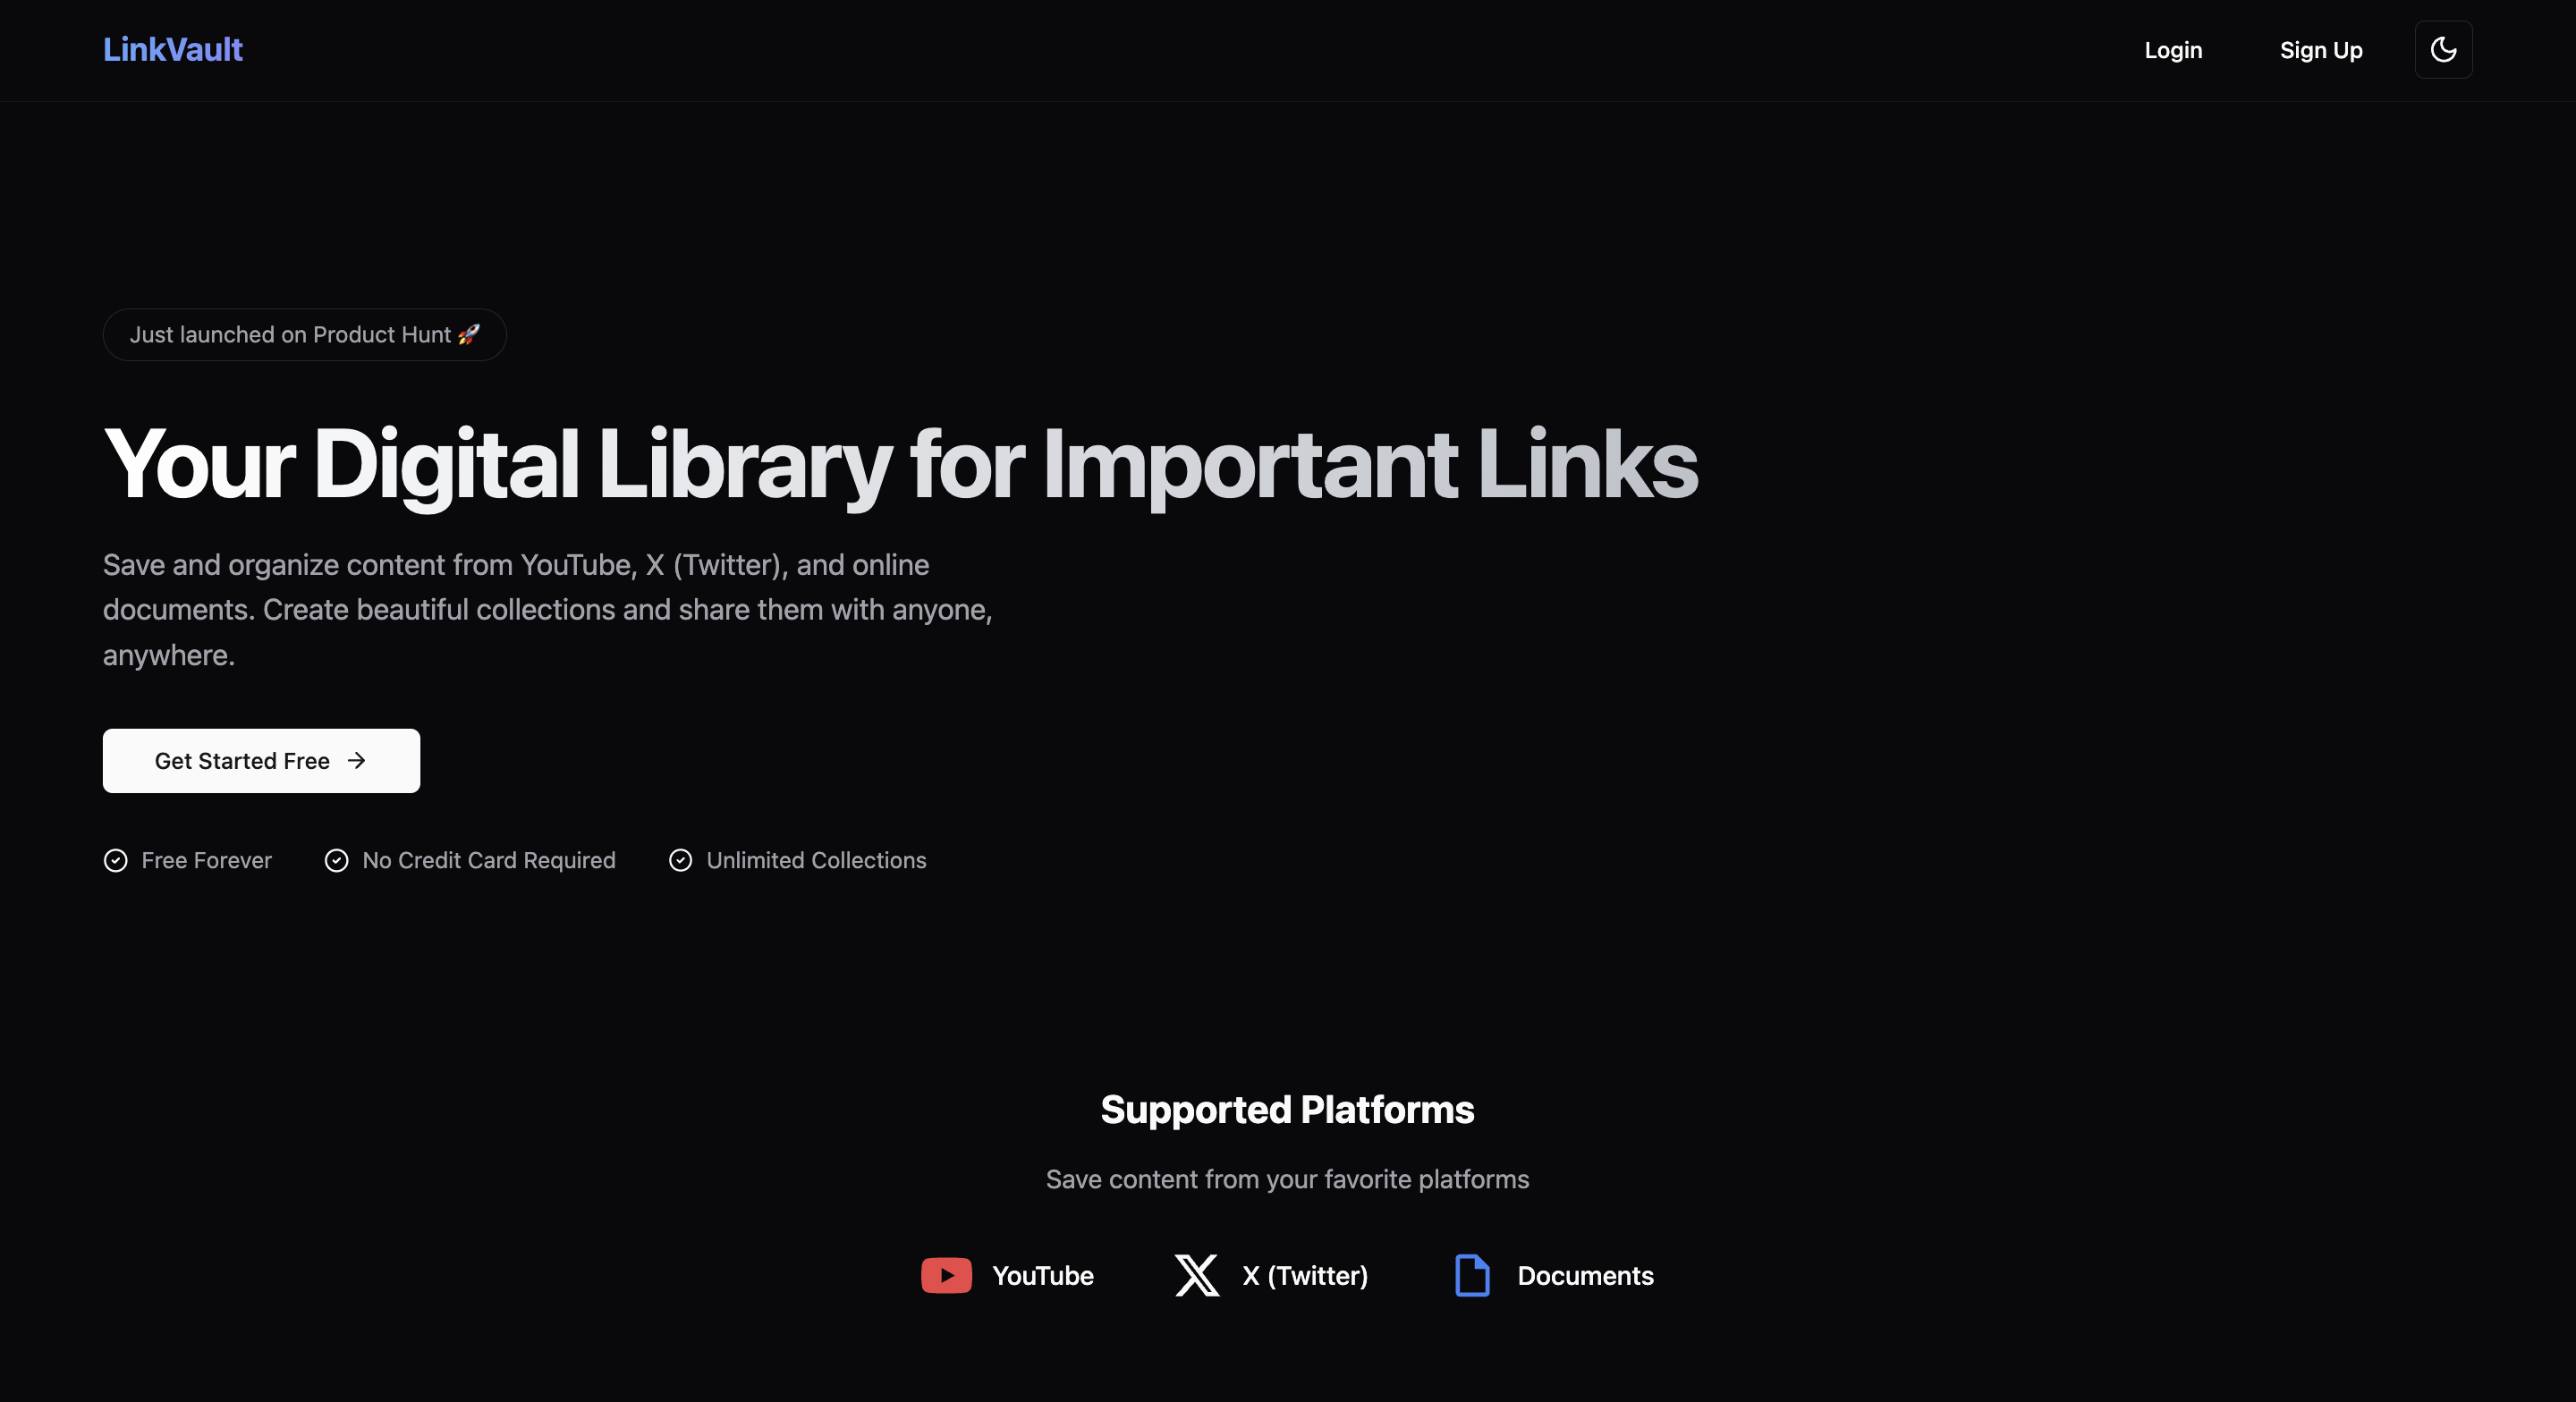 LinkVault
Login
Sign Up
Just launched on Product Hunt 🚀
Your Digital Library for Important Links
Save and organize content from YouTube, X (Twitter), and online
documents. Create beautiful collections and share them with anyone,
anywhere.
Get Started Free →
Free Forever
No Credit Card Required
Unlimited Collections
Supported Platforms
Save content from your favorite platforms
YouTube
X (Twitter)
Documents